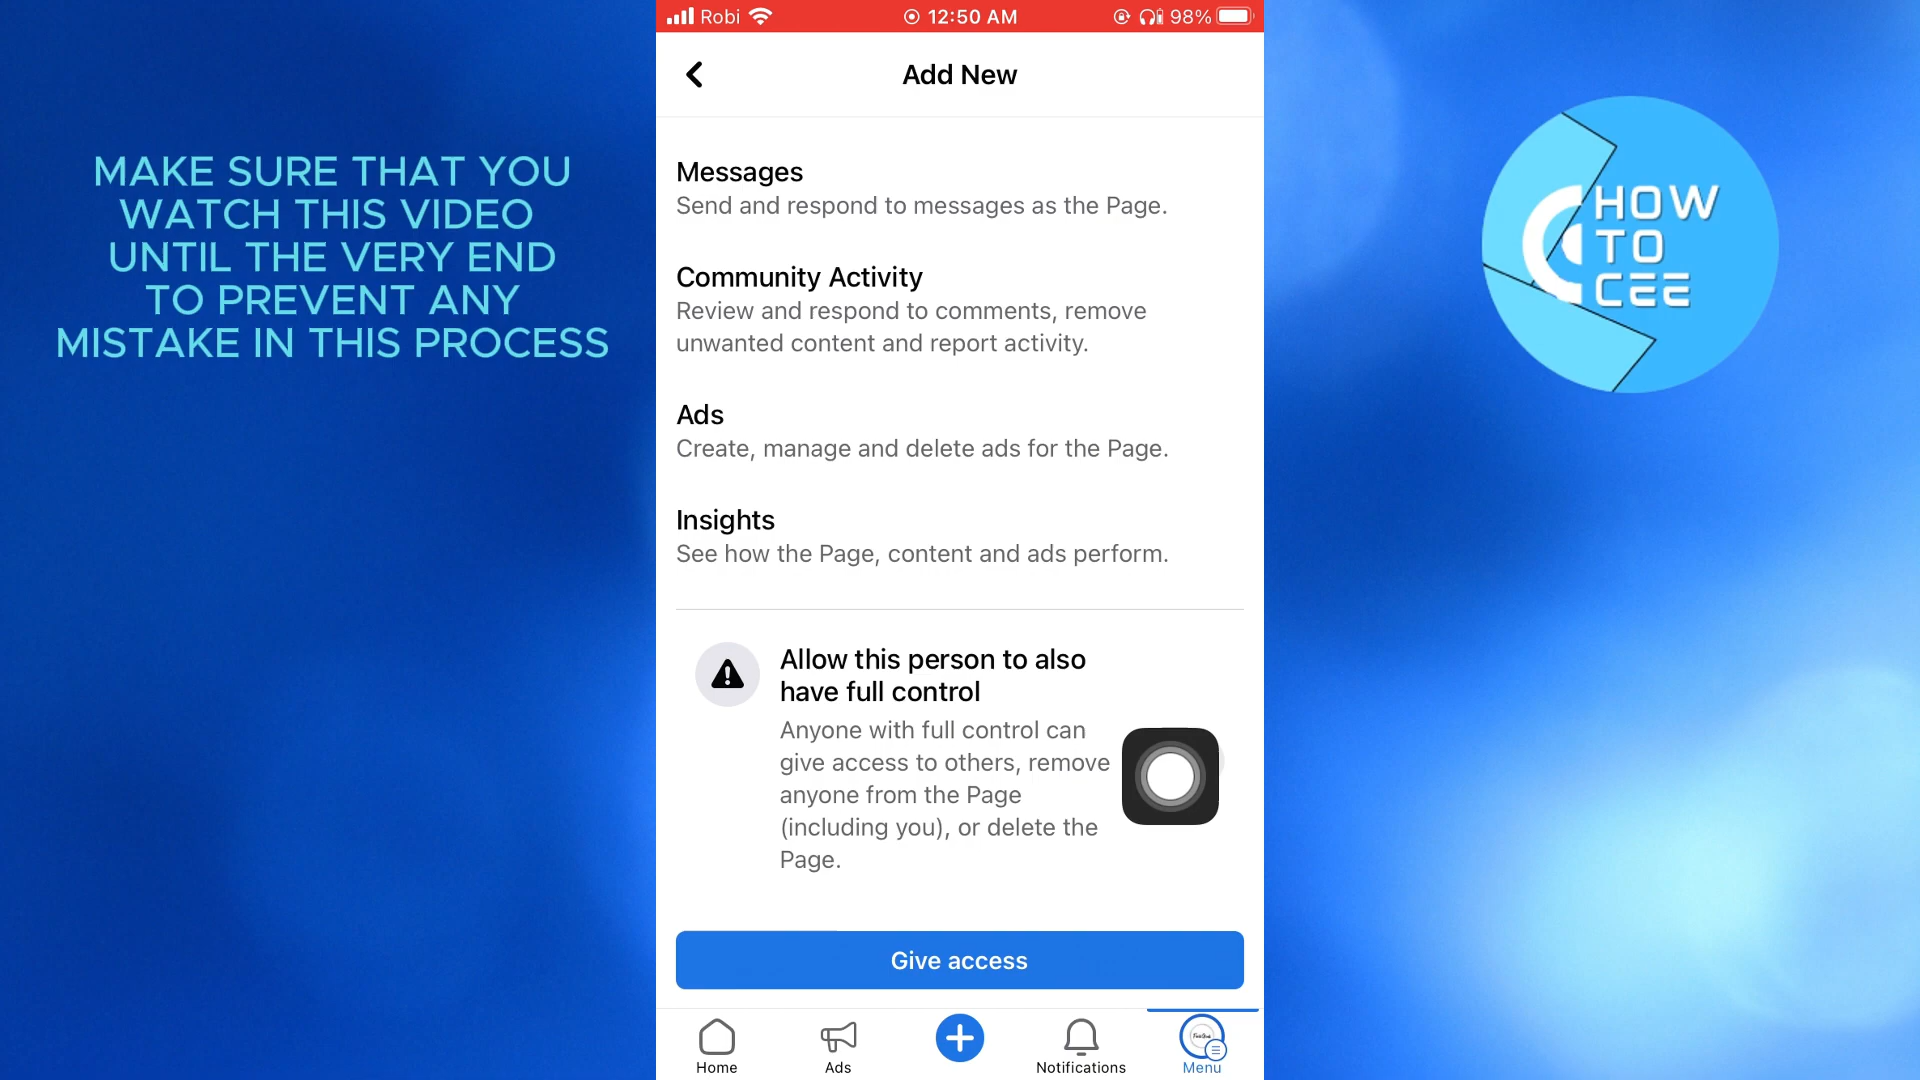 MAKE SURE THAT YOU
WATCH THIS VIDEO
UNTIL THE VERY END
TO PREVENT ANY
MISTAKE IN THIS PROCESS
Robi
12:50 AM
98%
Add New
Messages
Send and respond to messages as the Page.
Community Activity
Review and respond to comments, remove
unwanted content and report activity.
Ads
Create, manage and delete ads for the Page.
Insights
See how the Page, content and ads perform.
Allow this person to also
have full control
Anyone with full control can
give access to others, remove
anyone from the Page
(including you), or delete the
Page.
Give access
Home
Ads
Notifications
Menu
HOW
TO
CEE